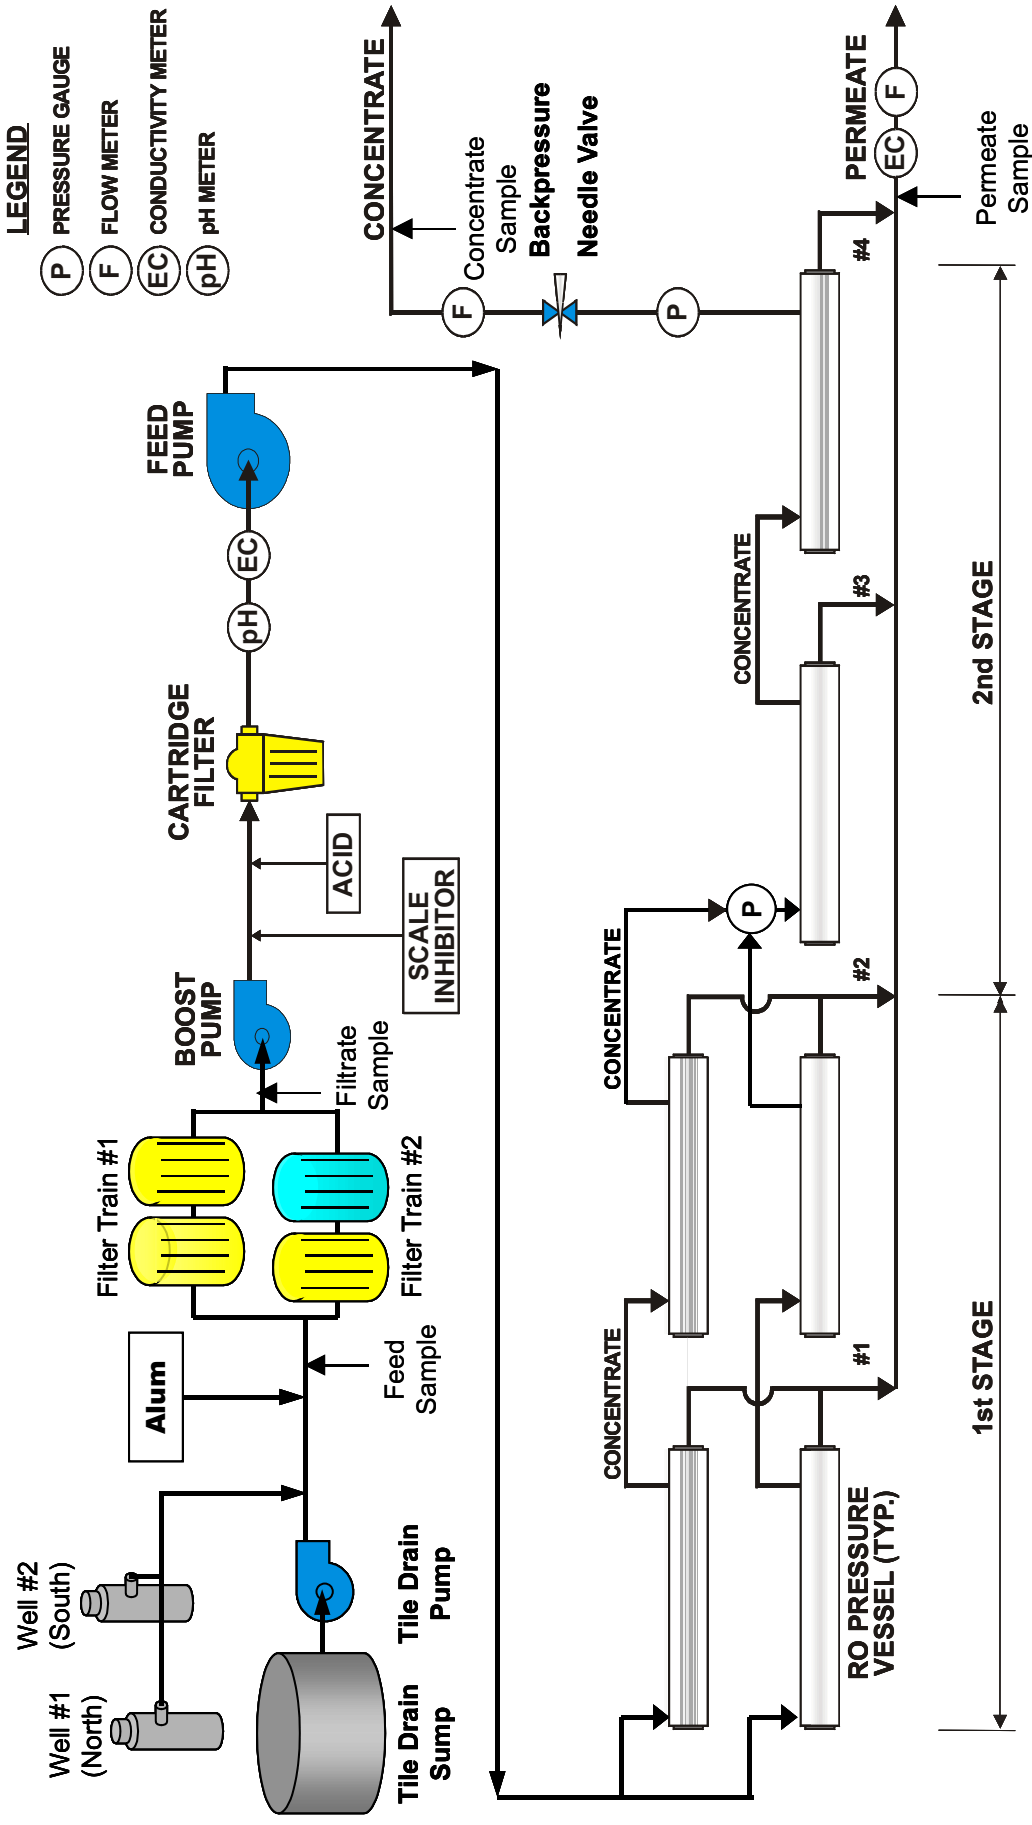 LEGEND
P PRESSURE GAUGE
F FLOW METER
EC CONDUCTIVITY METER
pH pH METER
Well #1
(North)
Well #2
(South)
Tile Drain
Sump
Tile Drain
Pump
Alum
Feed
Sample
Filter Train #1
Filter Train #2
Filtrate
Sample
BOOST
PUMP
SCALE
INHIBITOR
ACID
CARTRIDGE
FILTER
pH
EC
FEED
PUMP
CONCENTRATE
Concentrate
Sample
F
Backpressure
Needle Valve
P
CONCENTRATE
CONCENTRATE
P
CONCENTRATE
RO PRESSURE
VESSEL (TYP.)
#1
#2
#3
#4
PERMEATE
EC
F
Permeate
Sample
1st STAGE
2nd STAGE